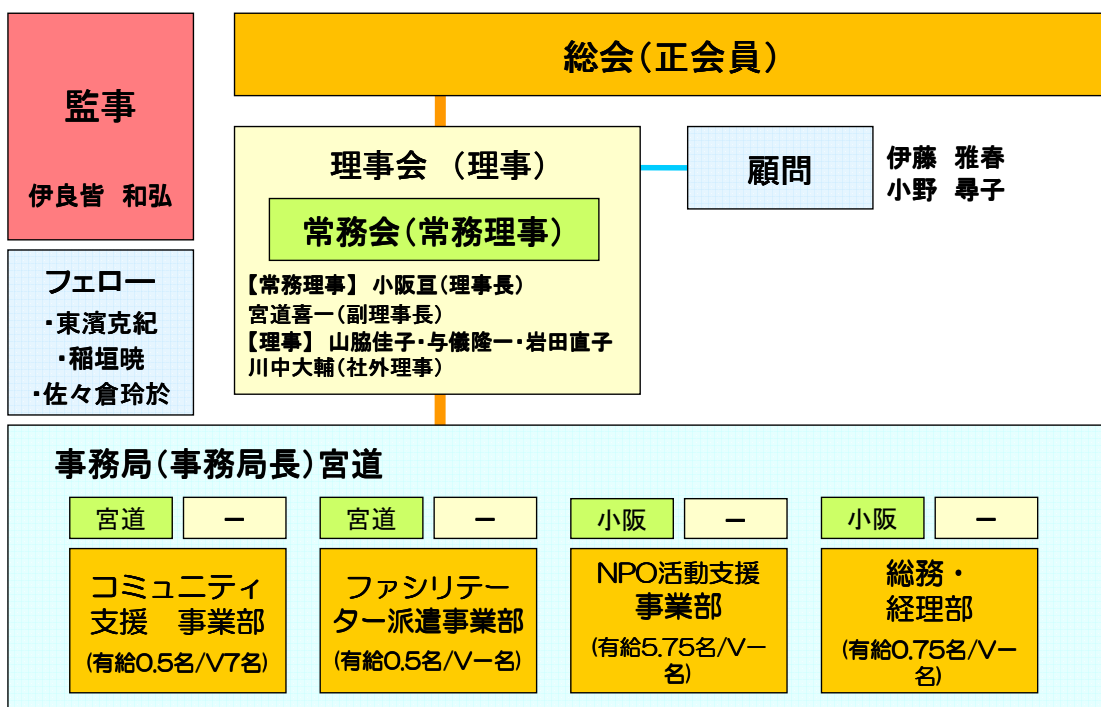 総会(正会員)
監事
伊良皆 和弘
理事会 (理事)
常務会(常務理事)
【常務理事】 小阪亘(理事長)
宮道喜一(副理事長)
【理事】 山脇佳子・与儀隆一・岩田直子
川中大輔(社外理事)
顧問
伊藤 雅春
小野 尋子
フェロー
・東濱克紀
・稲垣暁
・佐々倉玲於
事務局(事務局長)宮道
宮道
ー
コミュニティ
支援 事業部
(有給0.5名/V7名)
宮道
ー
ファシリテー
ター派遣事業部
(有給0.5名/Vー名)
小阪
ー
NPO活動支援
事業部
(有給5.75名/Vー
名)
小阪
ー
総務・
経理部
(有給0.75名/Vー
名)